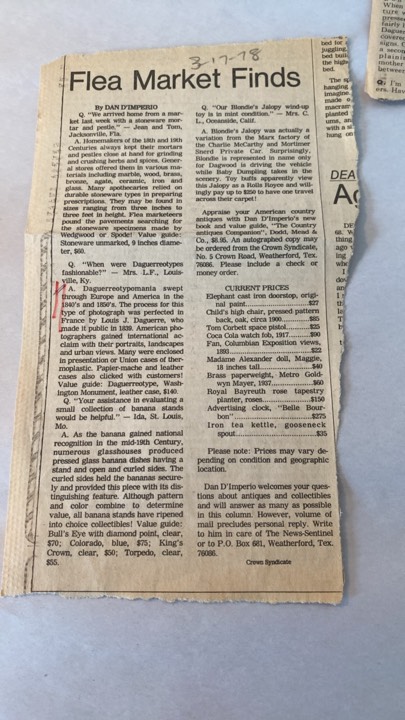 3-17-78
Flea Market Finds
By DAN D'IMPERIO
Q. "We arrived home from a mar-
ket last week with a stoneware mor-
tar and pestle." — Jean and Tom,
Jacksonville, Fla.
A. Homemakers of the 18th and 19th
Centuries always kept their mortars
and pestles close at hand for grinding
and crushing herbs and spices. Gener-
al stores offered them in various ma-
terials including marble, wood, brass,
bronze, agate, ceramic, iron and
glass. Many apothecaries relied on
durable stoneware types in preparing
prescriptions. They may be found in
sizes ranging from three inches to
three feet in height. Flea marketeers
pound the pavements searching for
the stoneware specimens made by
Wedgwood or Spode! Value guide:
Stoneware unmarked, 9 inches diame-
ter, $60.
Q. "When were Daguerreotypes
fashionable?" — Mrs. L.F., Louis-
ville, Ky.
A. Daguerreotypomania swept
through Europe and America in the
1840's and 1850's. The process for this
type of photograph was perfected in
France by Louis J. Daguerre, who
made it public in 1839. American pho-
tographers gained international ac-
claim with their portraits, landscapes
and urban views. Many were enclosed
in presentation or Union cases of ther-
moplastic. Papier-mache and leather
cases also clicked with customers!
Value guide: Daguerreotype, Wash-
ington Monument, leather case, $140.
Q. "Your assistance in evaluating a
small collection of banana stands
would be helpful." — Ida, St. Louis,
Mo.
A. As the banana gained national
recognition in the mid-19th Century,
numerous glasshouses produced
pressed glass banana dishes having a
stand and open and curled sides. The
curled sides held the bananas secure-
ly and provided this piece with its dis-
tinguishing feature. Although pattern
and color combine to determine
value, all banana stands have ripened
into choice collectibles! Value guide:
Bull's Eye with diamond point, clear,
$70; Colorado, blue, $75; King's
Crown, clear, $50; Torpedo, clear,
$55.
Q. "Our Blondie's Jalopy wind-up
toy is in mint condition." — Mrs. C.
L., Oceanside, Calif.
A. Blondie's Jalopy was actually a
variation from the Marx factory of
the Charlie McCarthy and Mortimer
Snerd Private Car. Surprisingly,
Blondie is represented in name only
for Dagwood is driving the vehicle
while Baby Dumpling takes in the
scenery. Toy buffs apparently view
this Jalopy as a Rolls Royce and will-
ingly pay up to $250 to have one travel
across their carpet!
Appraise your American country
antiques with Dan D'Imperio's new
book and value guide, "The Country
Antiques Companion", Dodd, Mead &
Co., $8.95. An autographed copy may
be ordered from the Crown Syndicate,
No. 5 Crown Road, Weatherford, Tex.
76086. Please include a check or
money order.
CURRENT PRICES
Elephant cast iron doorstop, origi-
nal paint $27
Child's high chair, pressed pattern
back, oak, circa 1900 $85
Tom Corbett space pistol $25
Coca Cola watch fob, 1917 $90
Fan, Columbian Exposition views,
1893 $22
Madame Alexander doll, Maggie,
18 inches tall $40
Brass paperweight, Metro Gold-
wyn Mayer, 1937 $60
Royal Bayreuth rose tapestry
planter, roses $150
Advertising clock, "Belle Bour-
bon" $275
Iron tea kettle, gooseneck
spout $35
Please note: Prices may vary de-
pending on condition and geographic
location.
Dan D'Imperio welcomes your ques-
tions about antiques and collectibles
and will answer as many as possible
in this column. However, volume of
mail precludes personal reply. Write
to him in care of The News-Sentinel
or to P.O. Box 661, Weatherford, Tex.
76086.
Crown Syndicate
bed for
juggling,
bed built
the high
bed.
hanging
imagine
made
macram
planted
with a
hung
DEA
When